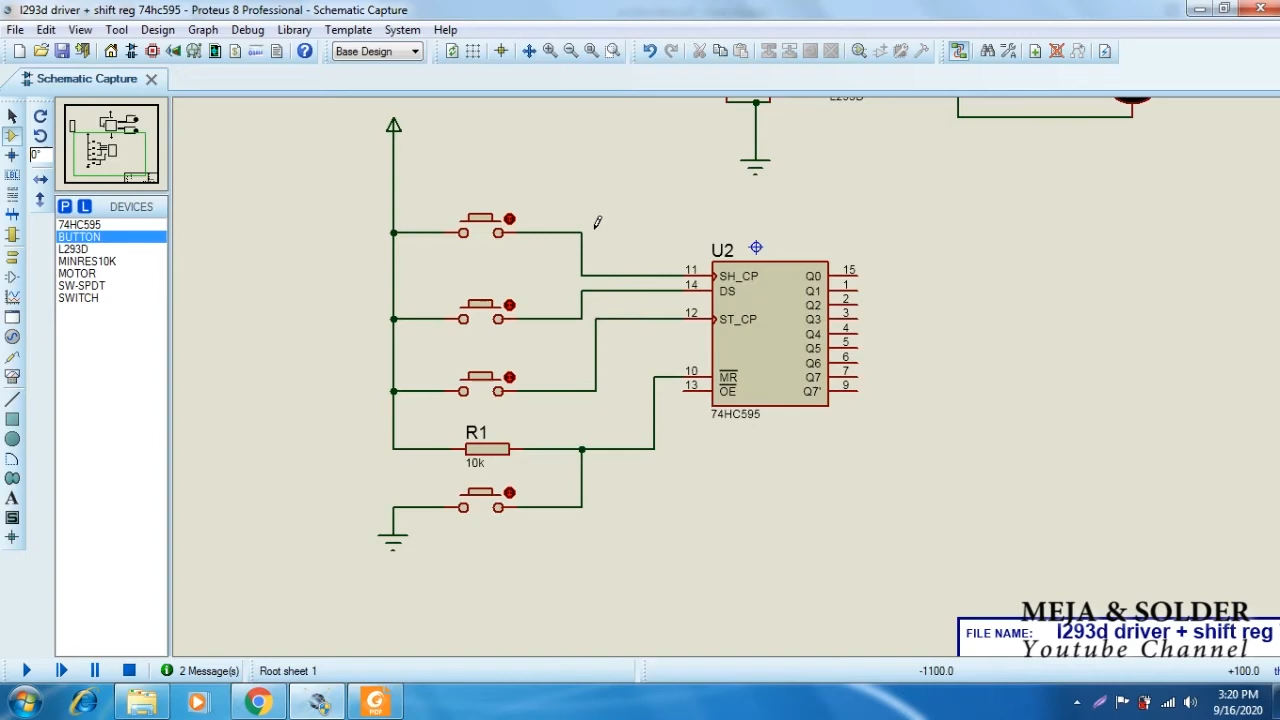 l293d driver + shift reg 74hc595 - Proteus 8 Professional - Schematic Capture
File Edit View Tool Design Graph Debug Library Template System Help
Base Design
Schematic Capture
0°
P L DEVICES
74HC595
BUTTON
L293D
MINRES10K
MOTOR
SW-SPDT
SWITCH
L293D
U2
11 SH_CP
14 DS
12 ST_CP
10 MR
13 OE
Q0 15
Q1 1
Q2 2
Q3 3
Q4 4
Q5 5
Q6 6
Q7 7
Q7' 9
74HC595
R1
10k
MEJA & SOLDER
FILE NAME: l293d driver + shift reg
Youtube Channel
2 Message(s) Root sheet 1 -1100.0 +100.0 th
3:20 PM
9/16/2020